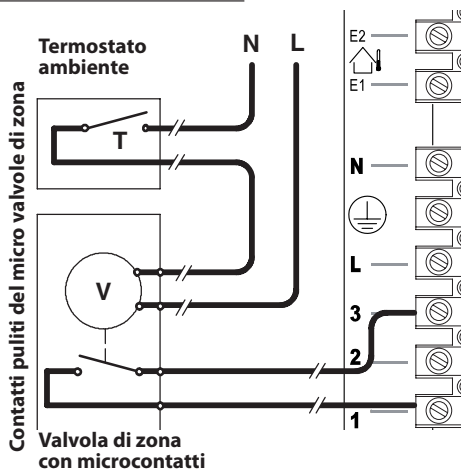 Termostato
ambiente
N
L
T
Contatti puliti del micro valvole di zona
V
Valvola di zona
con microcontatti
E2
E1
N
L
3
2
1